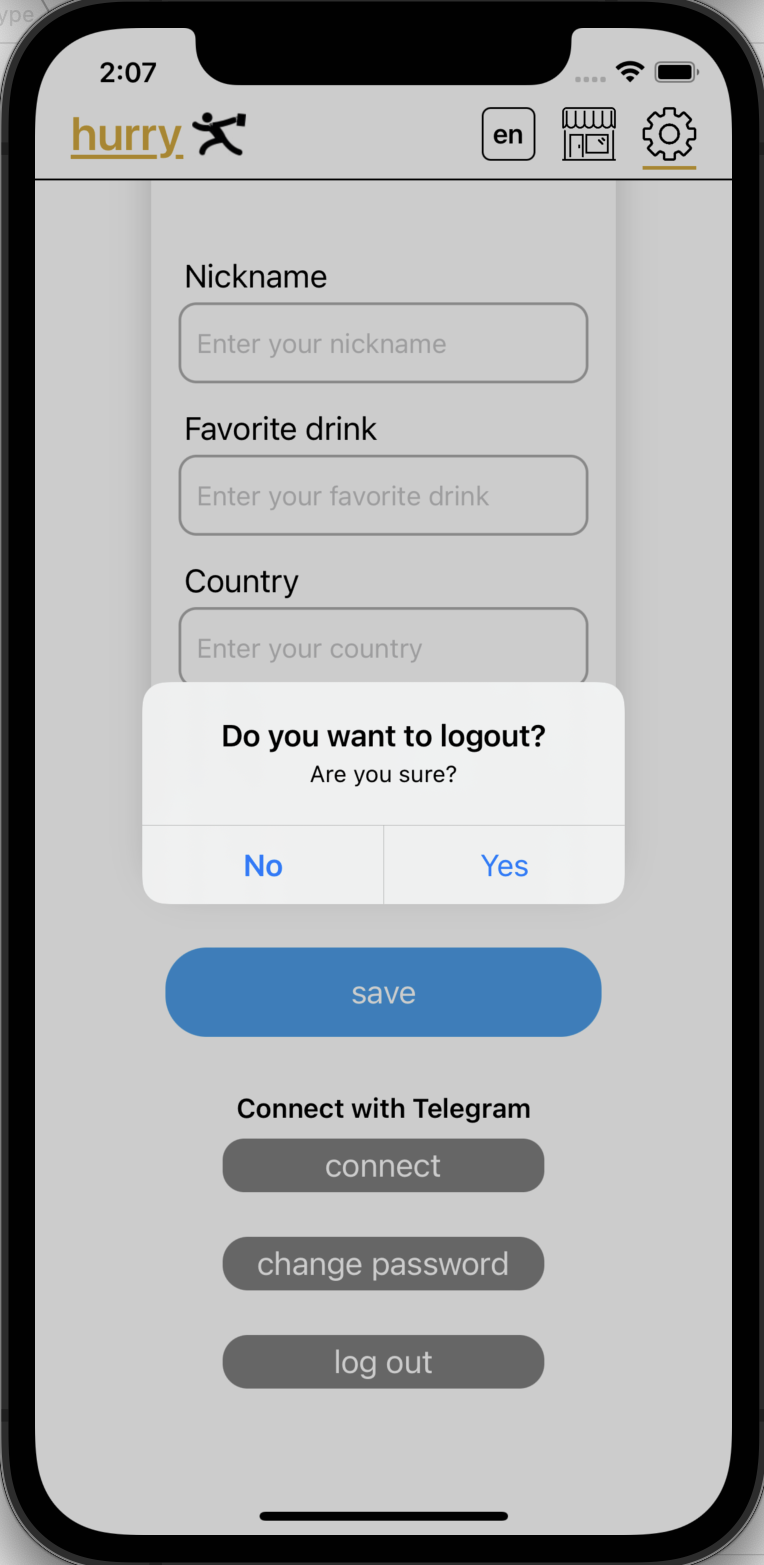 ype
2:07
hurry
en
Nickname
Enter your nickname
Favorite drink
Enter your favorite drink
Country
Enter your country
Do you want to logout?
Are you sure?
No
Yes
save
Connect with Telegram
connect
change password
log out